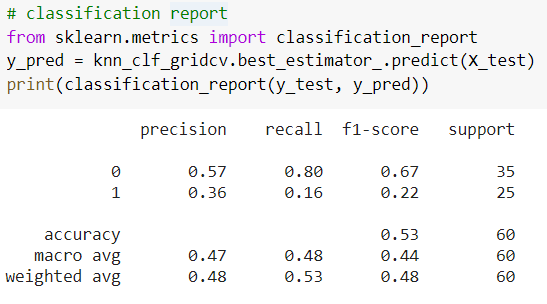 # classification report
from sklearn.metrics import classification_report
y_pred = knn_clf_gridcv.best_estimator_.predict(X_test)
print(classification_report(y_test, y_pred))
precision recall f1-score support
0 0.57 0.80 0.67 35
1 0.36 0.16 0.22 25
accuracy 0.53 60
macro avg 0.47 0.48 0.44 60
weighted avg 0.48 0.53 0.48 60